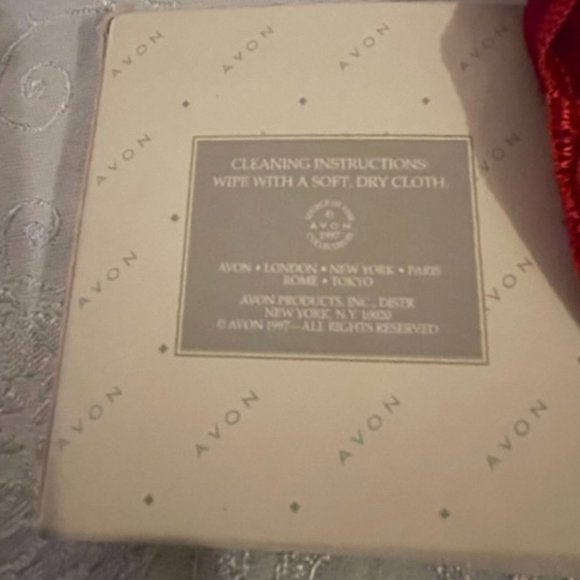 AVON AVON AVON AVON
CLEANING INSTRUCTIONS:
WIPE WITH A SOFT, DRY CLOTH.
©
AVON
1997
COLLECTIONS
AVON • LONDON • NEW YORK • PARIS
ROME • TOKYO
AVON PRODUCTS, INC., DISTR
NEW YORK, N.Y. 10020
© AVON 1997—ALL RIGHTS RESERVED
AVON
AVON
AVON
AVON
AVON AVON AVON AVON